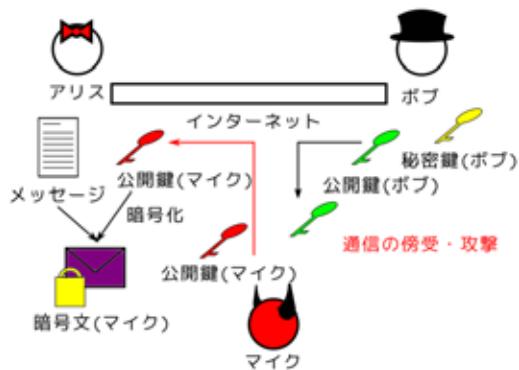 アリス
ボブ
インターネット
秘密鍵(ボブ)
公開鍵(マイク)
公開鍵(ボブ)
メッセージ
暗号化
通信の傍受・攻撃
公開鍵(マイク)
暗号文(マイク)
マイク